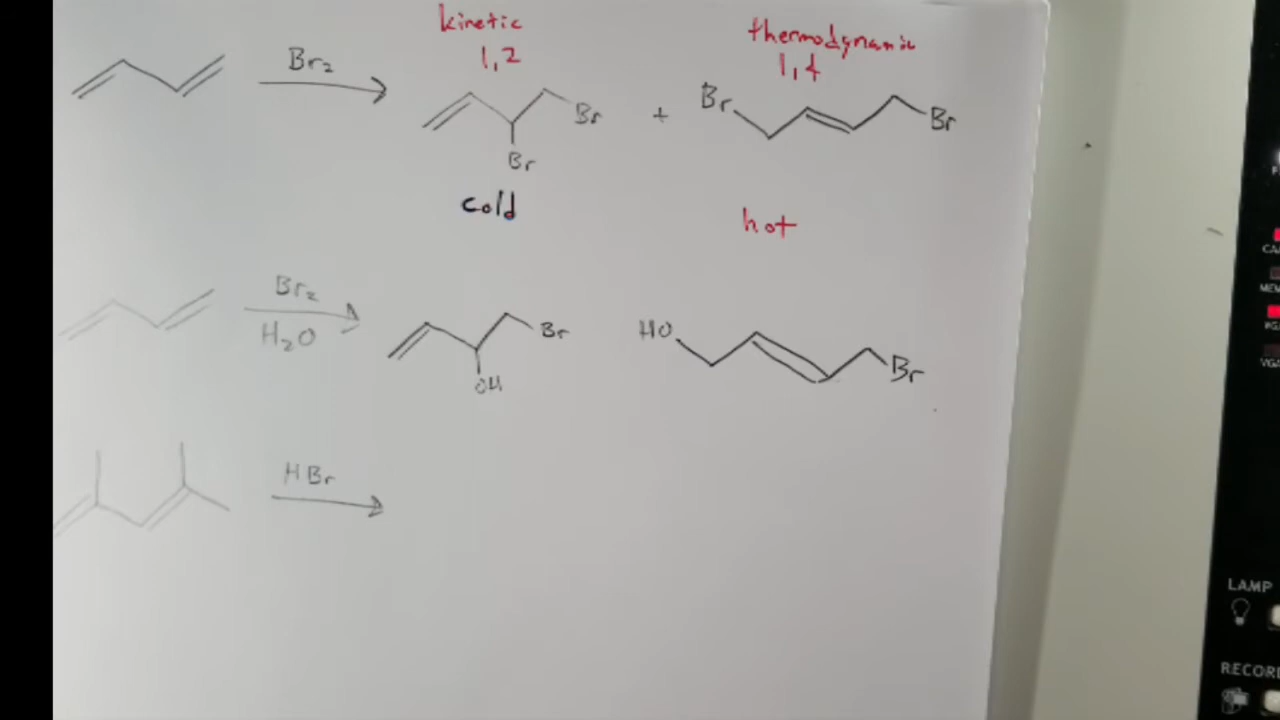 kinetic
1,2
thermodynamic
1,4
Br₂
Br
Br
+
Br
Br
cold
hot
Br₂
H₂O
Br
OH
HO
Br
HBr
LAMP
RECORD